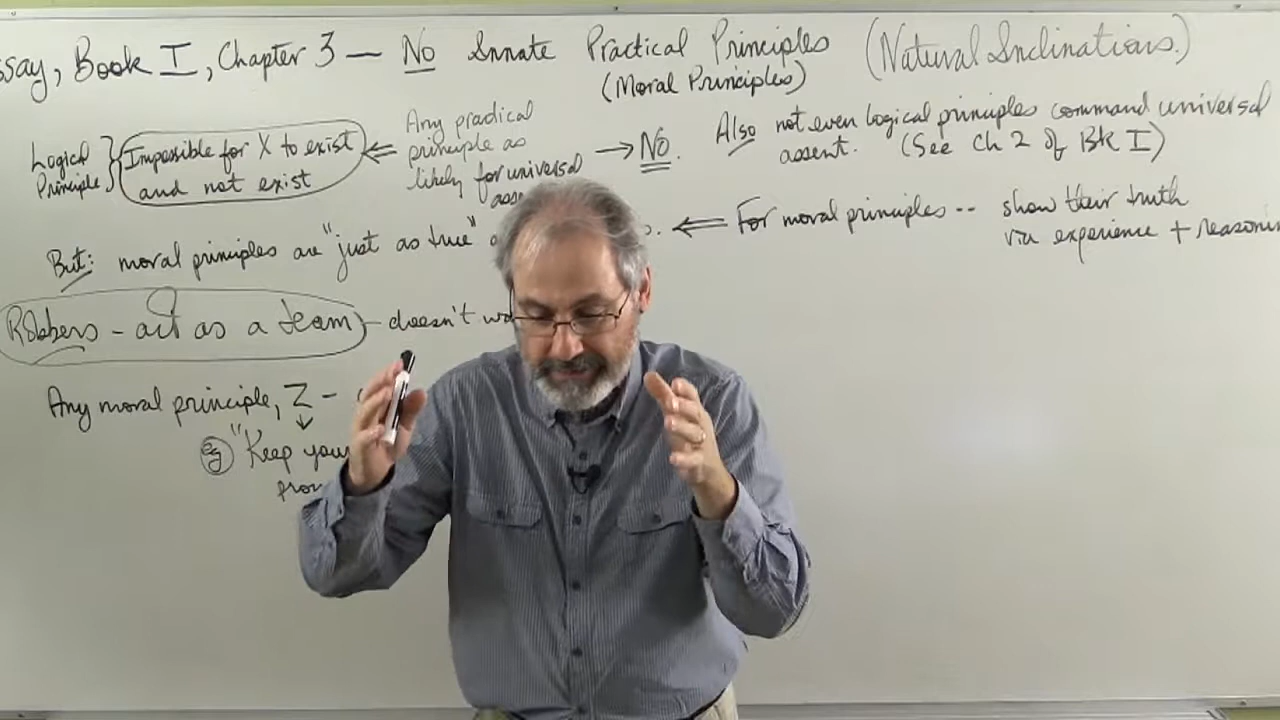 ssay, Book I, Chapter 3 — No Innate Practical Principles (Natural Inclinations.)
(Moral Principles)
Logical Principle } Impossible for X to exist and not exist
Any practical principle as likely for universal ass
→ No.
Also not even logical principles command universal assent. (See Ch 2 of Bk I)
But: moral principles are "just as true"
For moral principles -- show their truth via experience + reasonin
Robbers - act as a team - doesn't wo
Any moral principle, Z -
eg "Keep your
prom